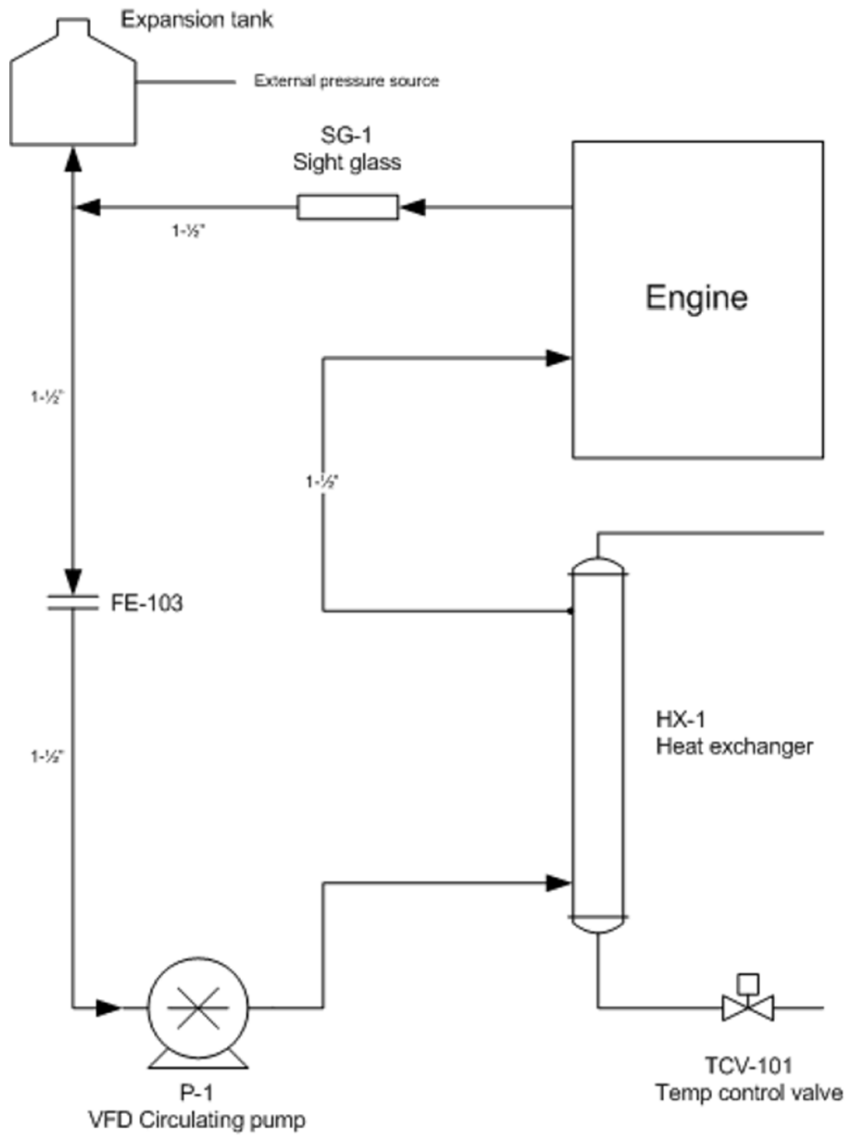 Expansion tank
External pressure source
SG-1
Sight glass
1-½"
Engine
1-½"
1-½"
FE-103
HX-1
Heat exchanger
1-½"
P-1
VFD Circulating pump
TCV-101
Temp control valve